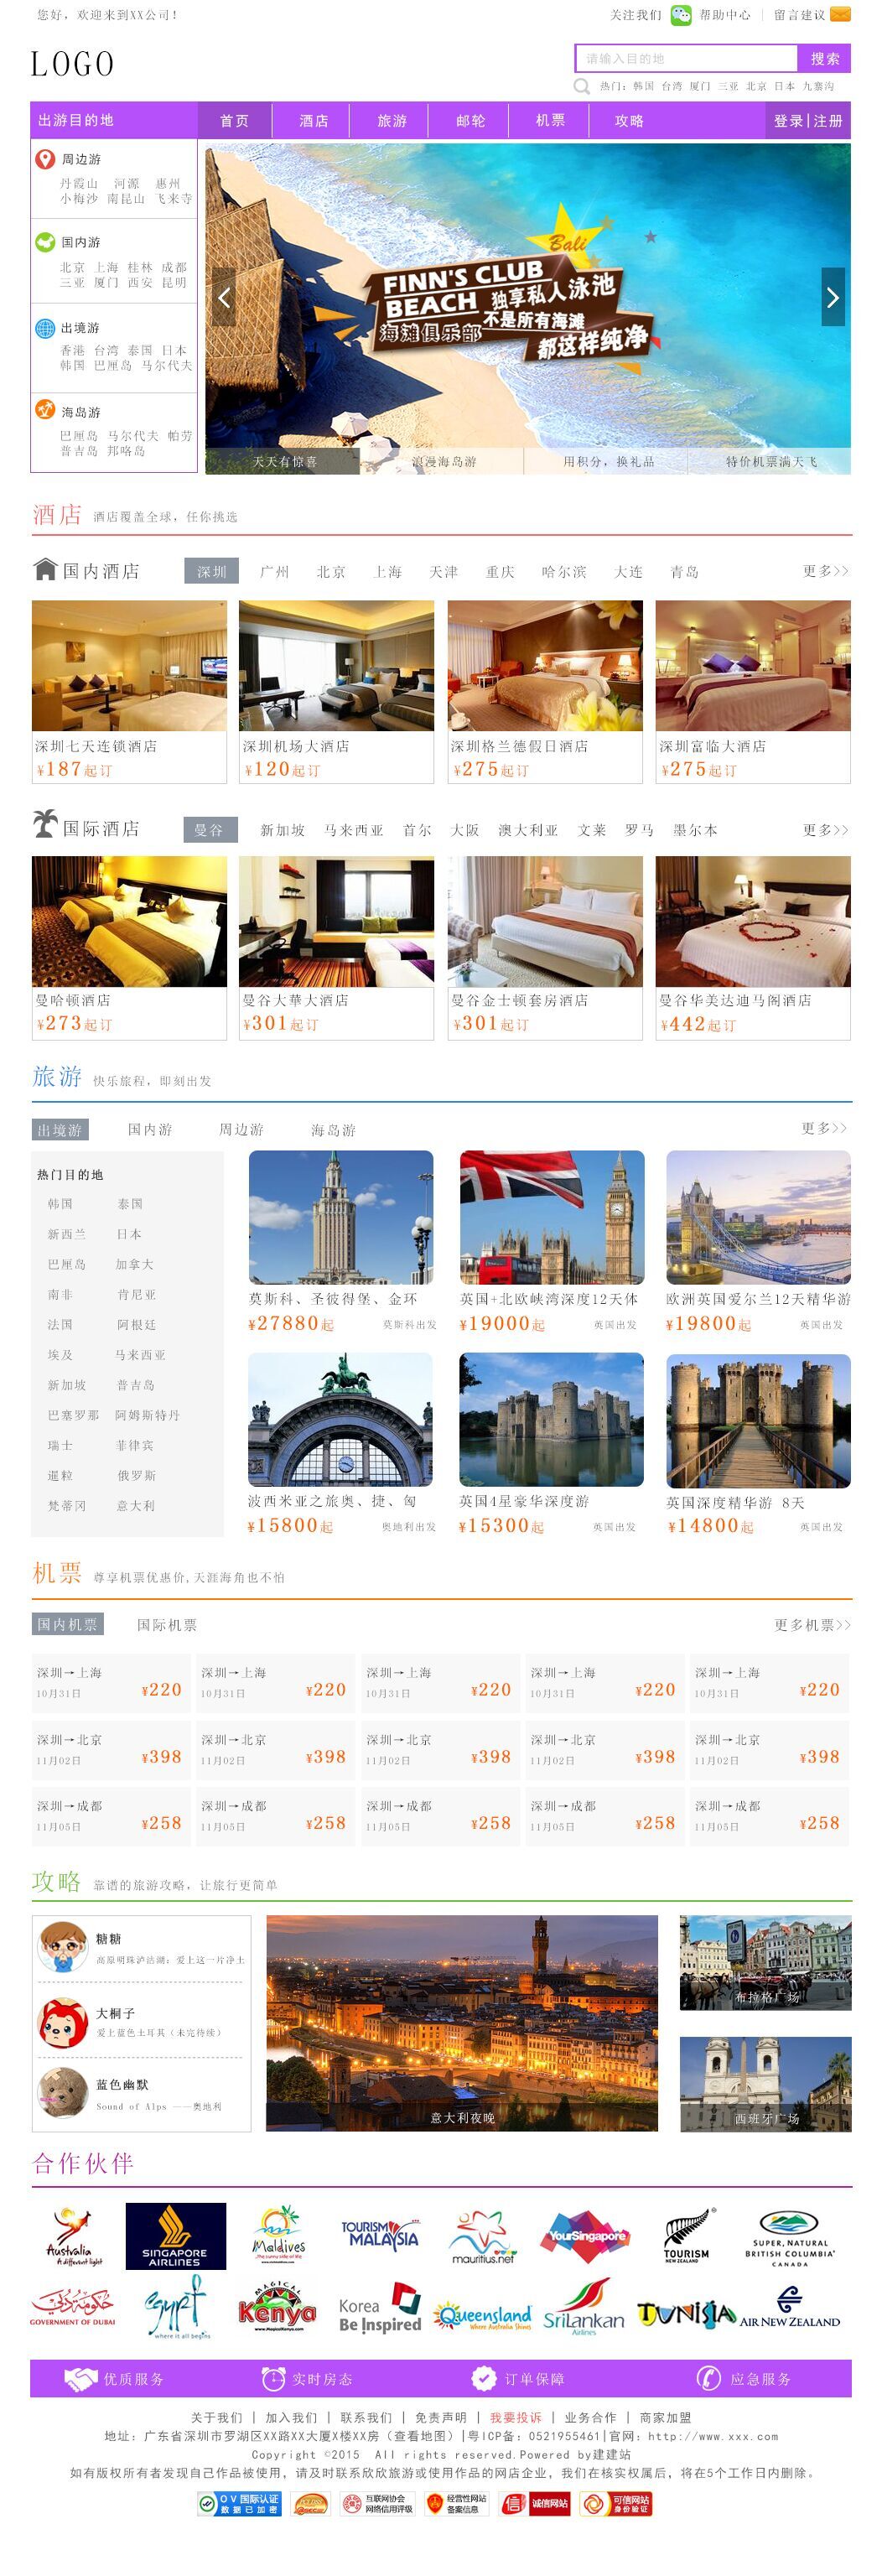 您好，欢迎来到XX公司！
关注我们 帮助中心 | 留言建议
LOGO
请输入目的地 搜索
热门：韩国 台湾 厦门 三亚 北京 日本 九寨沟
出游目的地 首页 酒店 旅游 邮轮 机票 攻略 登录|注册
周边游
丹霞山 河源 惠州
小梅沙 南昆山 飞来寺
国内游
北京 上海 桂林 成都
三亚 厦门 西安 昆明
出境游
香港 台湾 泰国 日本
韩国 巴厘岛 马尔代夫
海岛游
巴厘岛 马尔代夫 帕劳
普吉岛 邦咯岛
Bali
FINN'S CLUB
BEACH 独享私人泳池
海滩俱乐部 不是所有海滩
都这样纯净
天天有惊喜 浪漫海岛游 用积分，换礼品 特价机票满天飞
酒店 酒店覆盖全球，任你挑选
国内酒店 深圳 广州 北京 上海 天津 重庆 哈尔滨 大连 青岛 更多>>
深圳七天连锁酒店 深圳机场大酒店 深圳格兰德假日酒店 深圳富临大酒店
¥187起订 ¥120起订 ¥275起订 ¥275起订
国际酒店 曼谷 新加坡 马来西亚 首尔 大阪 澳大利亚 文莱 罗马 墨尔本 更多>>
曼哈顿酒店 曼谷大華大酒店 曼谷金士顿套房酒店 曼谷华美达迪马阁酒店
¥273起订 ¥301起订 ¥301起订 ¥442起订
旅游 快乐旅程，即刻出发
出境游 国内游 周边游 海岛游 更多>>
热门目的地
韩国 泰国
新西兰 日本
巴厘岛 加拿大
南非 肯尼亚
法国 阿根廷
埃及 马来西亚
新加坡 普吉岛
巴塞罗那 阿姆斯特丹
瑞士 菲律宾
暹粒 俄罗斯
梵蒂冈 意大利
莫斯科、圣彼得堡、金环 英国+北欧峡湾深度12天体 欧洲英国爱尔兰12天精华游
¥27880起 莫斯科出发 ¥19000起 英国出发 ¥19800起 英国出发
波西米亚之旅奥、捷、匈 英国4星豪华深度游 英国深度精华游 8天
¥15800起 奥地利出发 ¥15300起 英国出发 ¥14800起 英国出发
机票 尊享机票优惠价,天涯海角也不怕
国内机票 国际机票 更多机票>>
深圳→上海 深圳→上海 深圳→上海 深圳→上海 深圳→上海
10月31日 ¥220 10月31日 ¥220 10月31日 ¥220 10月31日 ¥220 10月31日 ¥220
深圳→北京 深圳→北京 深圳→北京 深圳→北京 深圳→北京
11月02日 ¥398 11月02日 ¥398 11月02日 ¥398 11月02日 ¥398 11月02日 ¥398
深圳→成都 深圳→成都 深圳→成都 深圳→成都 深圳→成都
11月05日 ¥258 11月05日 ¥258 11月05日 ¥258 11月05日 ¥258 11月05日 ¥258
攻略 靠谱的旅游攻略，让旅行更简单
糖糖
高原明珠泸沽湖：爱上这一片净土
大桐子
爱上蓝色土耳其（未完待续）
蓝色幽默
Sound of Alps ——奥地利
意大利夜晚
布拉格广场
西班牙广场
合作伙伴
Australia SINGAPORE AIRLINES Maldives TOURISM MALAYSIA mauritius.net YourSingapore TOURISM NEW ZEALAND SUPER, NATURAL BRITISH COLUMBIA CANADA
GOVERNMENT OF DUBAI Egypt where it all begins MAGICAL Kenya Korea Be Inspired Queensland Where Australia Shines SriLankan Airlines TUNISIA AIR NEW ZEALAND
优质服务 实时房态 订单保障 应急服务
关于我们 | 加入我们 | 联系我们 | 免责声明 | 我要投诉 | 业务合作 | 商家加盟
地址：广东省深圳市罗湖区XX路XX大厦X楼XX房（查看地图）|粤ICP备：0521955461|官网：http://www.xxx.com
Copyright ©2015 All rights reserved.Powered by建建站
如有版权所有者发现自己作品被使用，请及时联系欣欣旅游或使用作品的网店企业，我们在核实权属后，将在5个工作日内删除。
OV国际认证 数据已加密 互联网协会 网络信用评级 经营性网站 备案信息 信 诚信网站 可信网站 身份验证